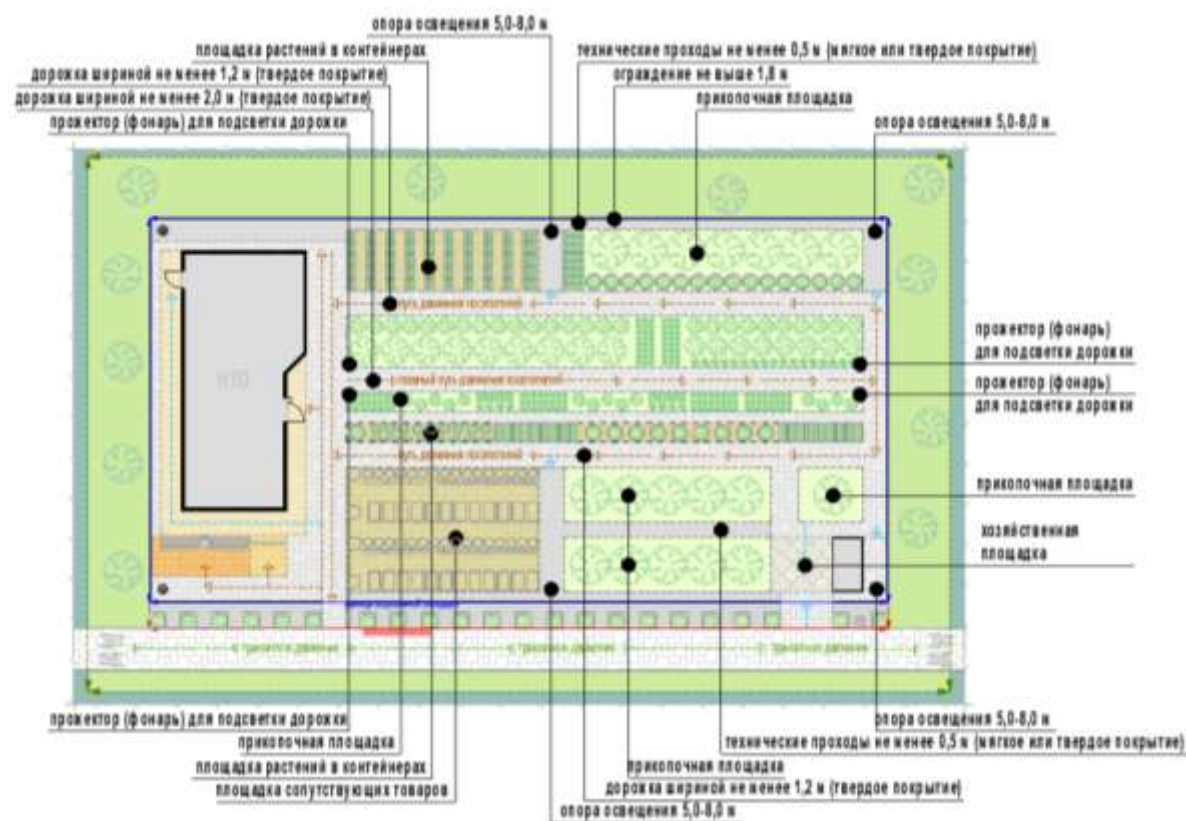 опора освещения 5,0-8,0 м
площадка растений в контейнерах
технические проходы не менее 0,5 м (мягкое или твердое покрытие)
дорожка шириной не менее 1,2 м (твердое покрытие)
ограждение не выше 1,8 м
дорожка шириной не менее 2,0 м (твердое покрытие)
прикопочная площадка
прожектор (фонарь) для подсветки дорожки
опора освещения 5,0-8,0 м
путь движения посетителей
прожектор (фонарь)
для подсветки дорожки
НТО
главный путь движения посетителей
прожектор (фонарь)
для подсветки дорожки
путь движения посетителей
прикопочная площадка
хозяйственная
площадка
транзитное движение
транзитное движение
транзитное движение
прожектор (фонарь) для подсветки дорожки
опора освещения 5,0-8,0 м
прикопочная площадка
технические проходы не менее 0,5 м (мягкое или твердое покрытие)
площадка растений в контейнерах
прикопочная площадка
площадка сопутствующих товаров
дорожка шириной не менее 1,2 м (твердое покрытие)
опора освещения 5,0-8,0 м